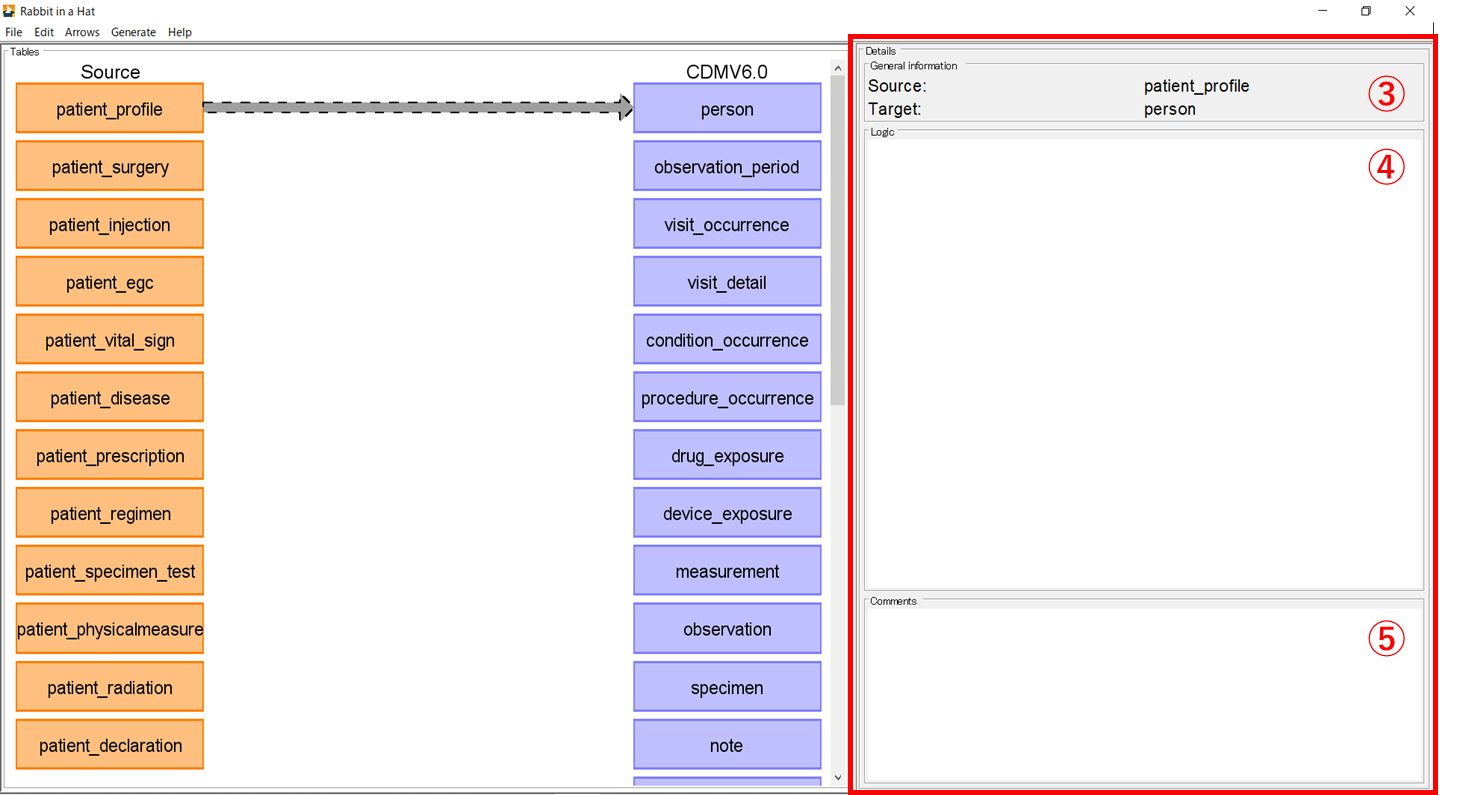 Rabbit in a Hat
File Edit Arrows Generate Help
Tables
Source
CDMV6.0
patient_profile
person
patient_surgery
observation_period
patient_injection
visit_occurrence
patient_egc
visit_detail
patient_vital_sign
condition_occurrence
patient_disease
procedure_occurrence
patient_prescription
drug_exposure
patient_regimen
device_exposure
patient_specimen_test
measurement
patient_physicalmeasure
observation
patient_radiation
specimen
patient_declaration
note
Details
General information
Source: patient_profile
Target: person
③
Logic
④
Comments
⑤